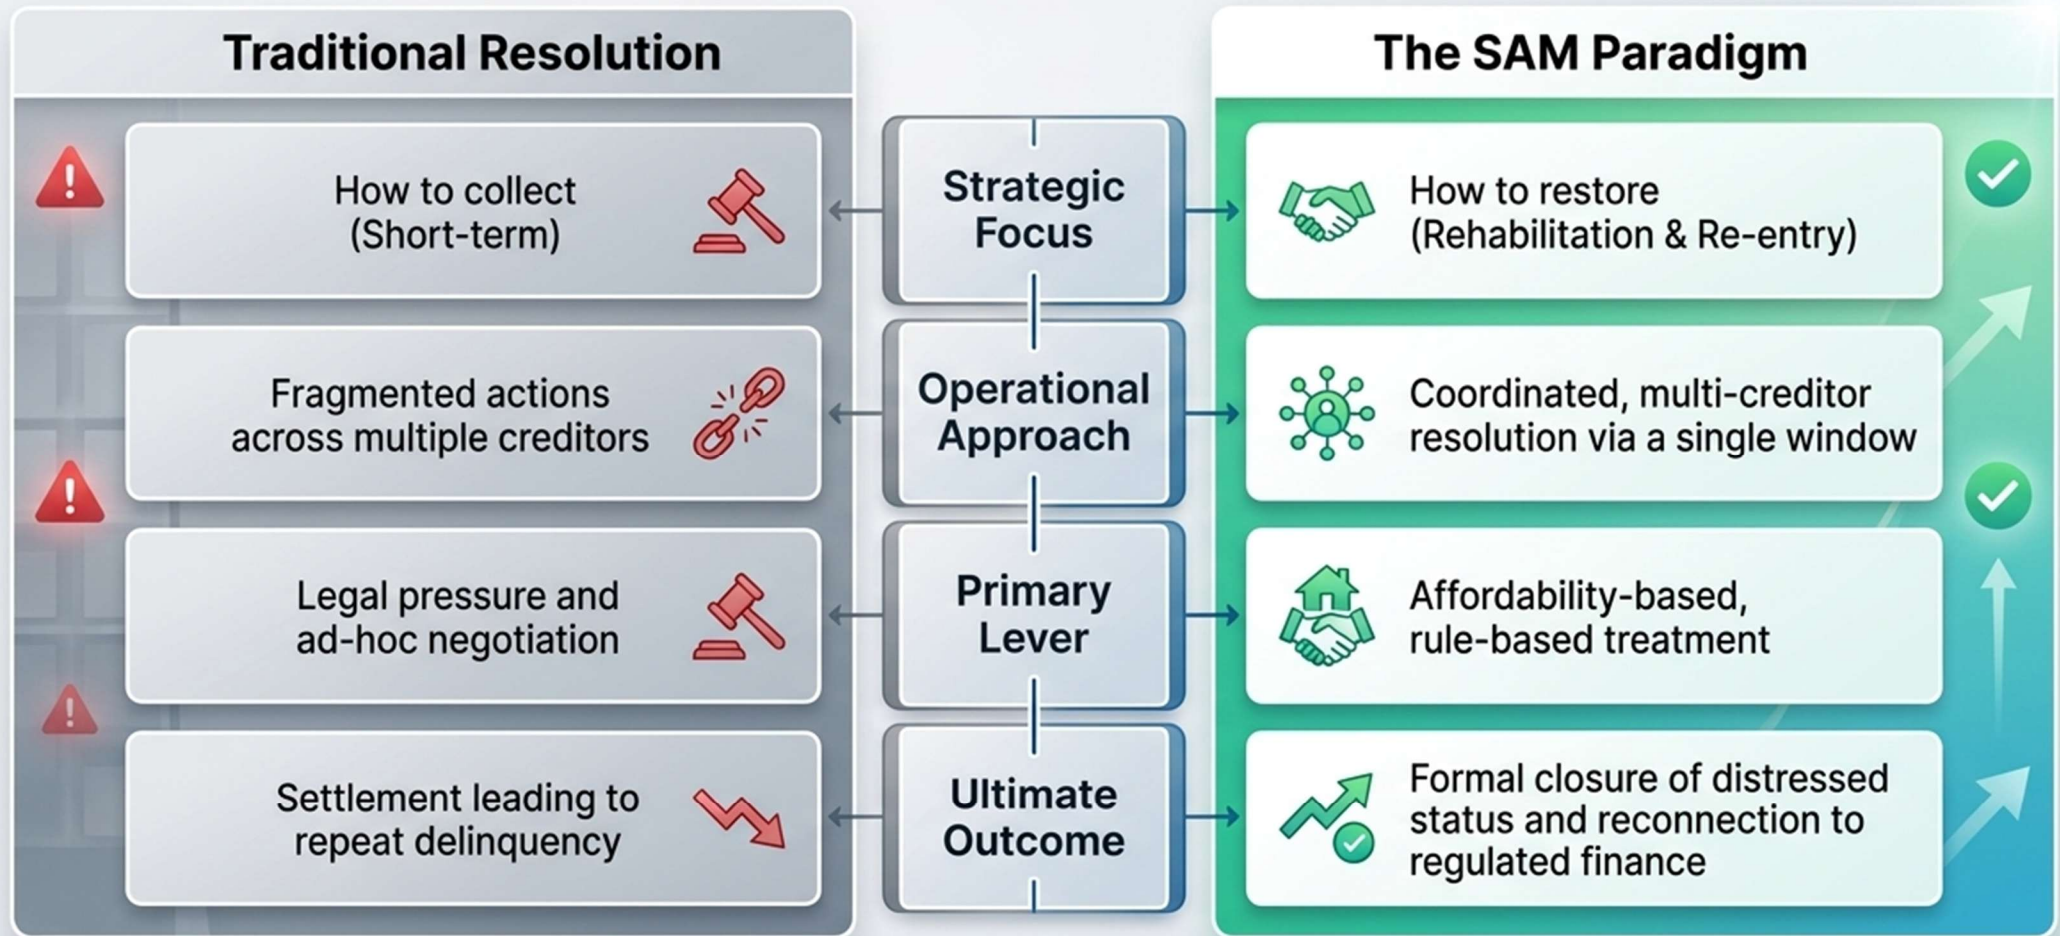 Traditional Resolution
The SAM Paradigm
How to collect
(Short-term)
Strategic
Focus
How to restore
(Rehabilitation & Re-entry)
Fragmented actions
across multiple creditors
Operational
Approach
Coordinated, multi-creditor
resolution via a single window
Legal pressure and
ad-hoc negotiation
Primary
Lever
Affordability-based,
rule-based treatment
Settlement leading to
repeat delinquency
Ultimate
Outcome
Formal closure of distressed
status and reconnection to
regulated finance